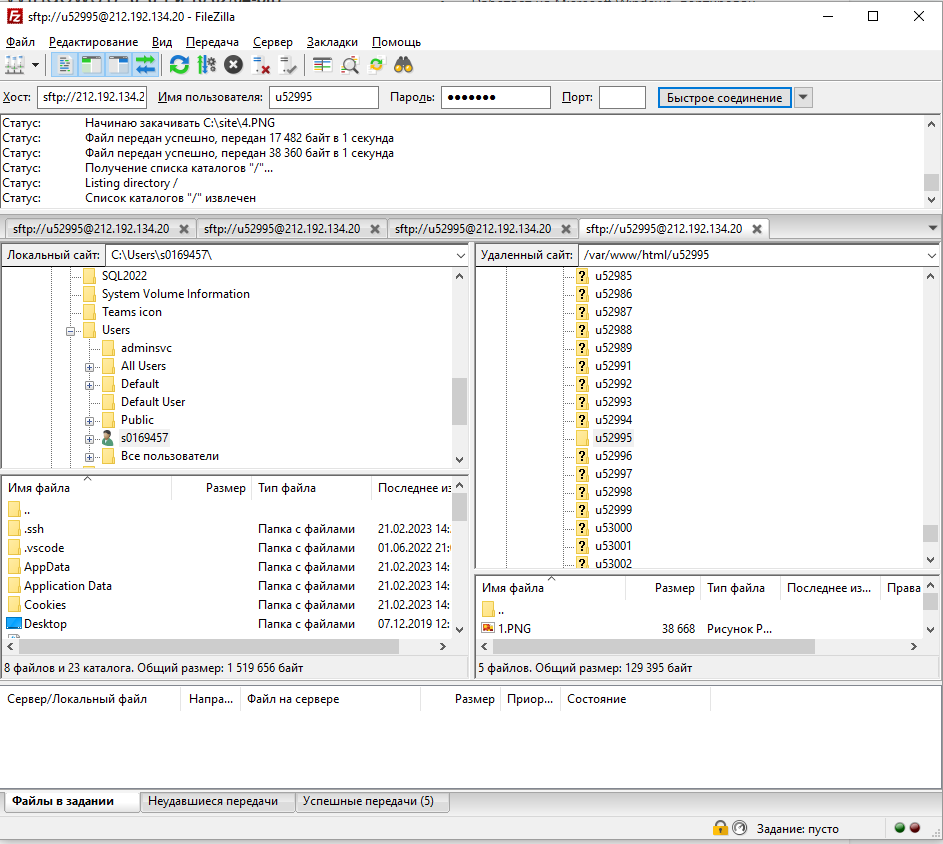 sftp://u52995@212.192.134.20 - FileZilla
Файл Редактирование Вид Передача Сервер Закладки Помощь
Хост: sftp://212.192.134.2 Имя пользователя: u52995 Пароль: ●●●●●●● Порт: Быстрое соединение
Статус: Начинаю закачивать C:\site\4.PNG
Статус: Файл передан успешно, передан 17 482 байт в 1 секунда
Статус: Файл передан успешно, передан 38 360 байт в 1 секунда
Статус: Получение списка каталогов "/"...
Статус: Listing directory /
Статус: Список каталогов "/" извлечен
sftp://u52995@212.192.134.20 sftp://u52995@212.192.134.20 sftp://u52995@212.192.134.20 sftp://u52995@212.192.134.20
Локальный сайт: C:\Users\s0169457\
SQL2022
System Volume Information
Teams icon
Users
adminsvc
All Users
Default
Default User
Public
s0169457
Все пользователи
Имя файла Размер Тип файла Последнее из
..
.ssh Папка с файлами 21.02.2023 14:
.vscode Папка с файлами 01.06.2022 21:
AppData Папка с файлами 21.02.2023 14:
Application Data Папка с файлами 21.02.2023 14:
Cookies Папка с файлами 21.02.2023 14:
Desktop Папка с файлами 07.12.2019 12:
8 файлов и 23 каталога. Общий размер: 1 519 656 байт
Удаленный сайт: /var/www/html/u52995
u52985
u52986
u52987
u52988
u52989
u52991
u52992
u52993
u52994
u52995
u52996
u52997
u52998
u52999
u53000
u53001
u53002
Имя файла Размер Тип файла Последнее из... Права
..
1.PNG 38 668 Рисунок P...
5 файлов. Общий размер: 129 395 байт
Сервер/Локальный файл Напра... Файл на сервере Размер Приор... Состояние
Файлы в задании Неудавшиеся передачи Успешные передачи (5)
Задание: пусто